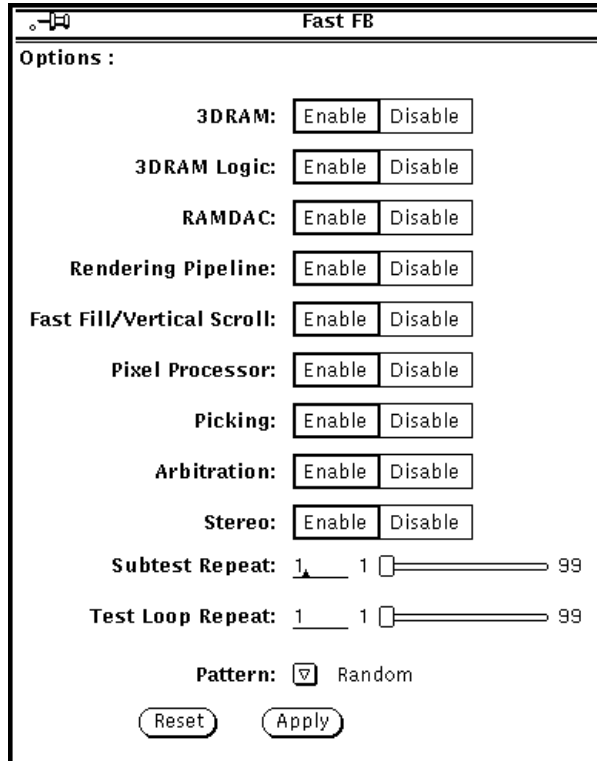 Fast FB
Options :
3DRAM: Enable Disable
3DRAM Logic: Enable Disable
RAMDAC: Enable Disable
Rendering Pipeline: Enable Disable
Fast Fill/Vertical Scroll: Enable Disable
Pixel Processor: Enable Disable
Picking: Enable Disable
Arbitration: Enable Disable
Stereo: Enable Disable
Subtest Repeat: 1 1 99
Test Loop Repeat: 1 1 99
Pattern: Random
Reset Apply